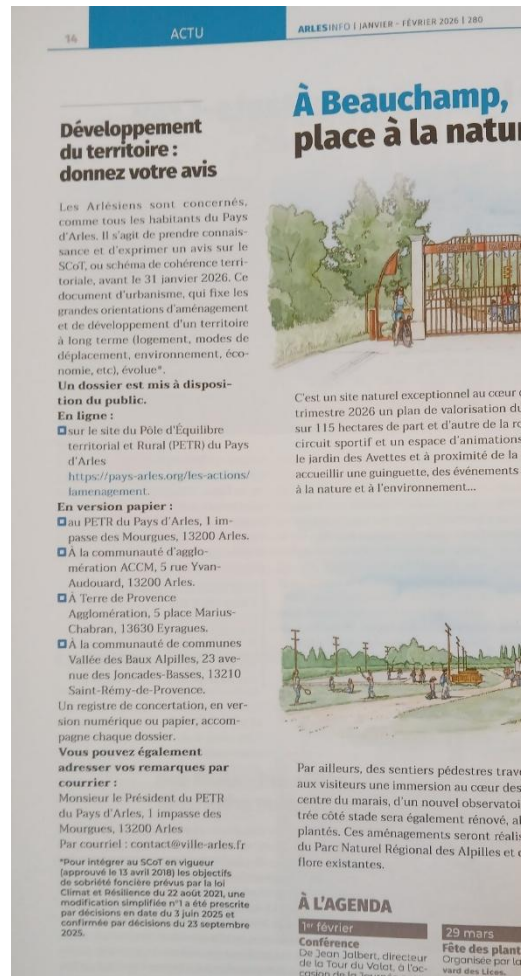 14
ACTU
ARLESINFO | JANVIER - FÉVRIER 2026 | 280
Développement
du territoire :
donnez votre avis
Les Arlésiens sont concernés,
comme tous les habitants du Pays
d'Arles. Il s'agit de prendre connais-
sance et d'exprimer un avis sur le
SCoT, ou schéma de cohérence terri-
toriale, avant le 31 janvier 2026. Ce
document d'urbanisme, qui fixe les
grandes orientations d'aménagement
et de développement d'un territoire
à long terme (logement, modes de
déplacement, environnement, éco-
nomie, etc), évolue*.
Un dossier est mis à disposi-
tion du public.
En ligne :
sur le site du Pôle d'Équilibre
territorial et Rural (PETR) du Pays
d'Arles
https://pays-arles.org/les-actions/
lamenagement.
En version papier :
au PETR du Pays d'Arles, 1 im-
passe des Mourgues, 13200 Arles.
À la communauté d'agglo-
mération ACCM, 5 rue Yvan-
Audouard, 13200 Arles.
À Terre de Provence
Agglomération, 5 place Marius-
Chabran, 13630 Eyragues.
À la communauté de communes
Vallée des Baux Alpilles, 23 ave-
nue des Joncades-Basses, 13210
Saint-Rémy-de-Provence.
Un registre de concertation, en ver-
sion numérique ou papier, accom-
pagne chaque dossier.
Vous pouvez également
adresser vos remarques par
courrier :
Monsieur le Président du PETR
du Pays d'Arles, 1 impasse des
Mourgues, 13200 Arles
Par courriel : contact@ville-arles.fr
*Pour intégrer au SCoT en vigueur
(approuvé le 13 avril 2018) les objectifs
de sobriété foncière prévus par la loi
Climat et Résilience du 22 août 2021, une
modification simplifiée n°1 a été prescrite
par décisions en date du 3 juin 2025 et
confirmée par décisions du 23 septembre
2025.
À Beauchamp,
place à la natur
C'est un site naturel exceptionnel au cœur
trimestre 2026 un plan de valorisation du
sur 115 hectares de part et d'autre de la
circuit sportif et un espace d'animations
le jardin des Avettes et à proximité de la
accueillir une guinguette, des événements
à la nature et à l'environnement...
Par ailleurs, des sentiers pédestres
aux visiteurs une immersion au cœur des
centre du marais, d'un nouvel
trée côté stade sera également rénové,
plantés. Ces aménagements seront
du Parc Naturel Régional des Alpilles et
flore existantes.
À L'AGENDA
1er février
Conférence
De Jean Jalbert, directeur
de la Tour du Valat, à l'oc-
29 mars
Fête des plant
Organisée par
vard des Lices.